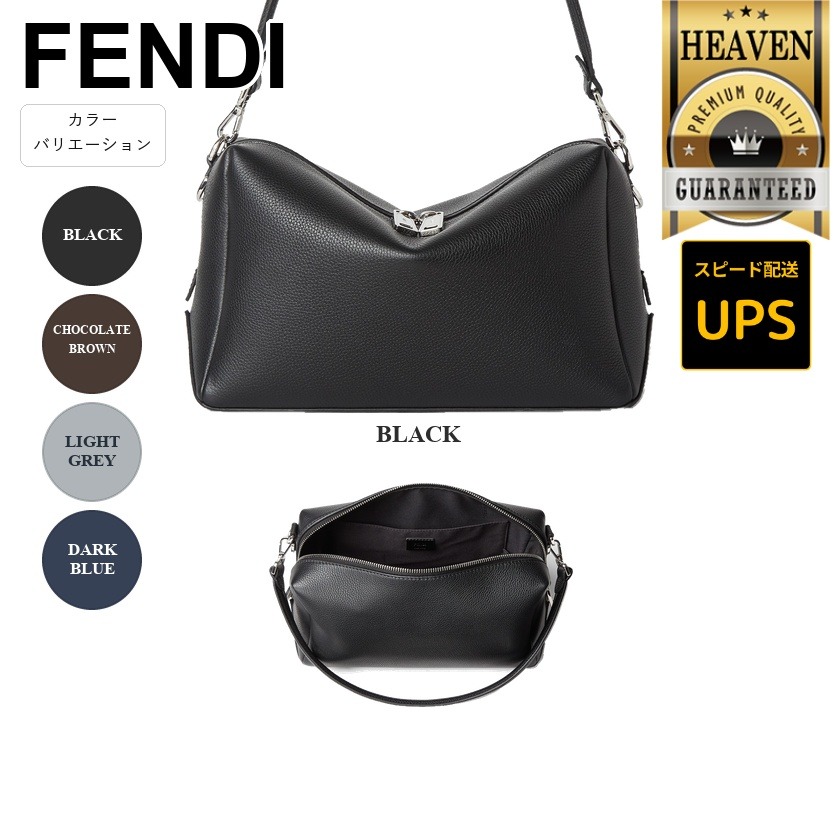 FENDI
カラー
バリエーション
BLACK
CHOCOLATE
BROWN
LIGHT
GREY
DARK
BLUE
HEAVEN
PREMIUM QUALITY
GUARANTEED
スピード配送
UPS
BLACK